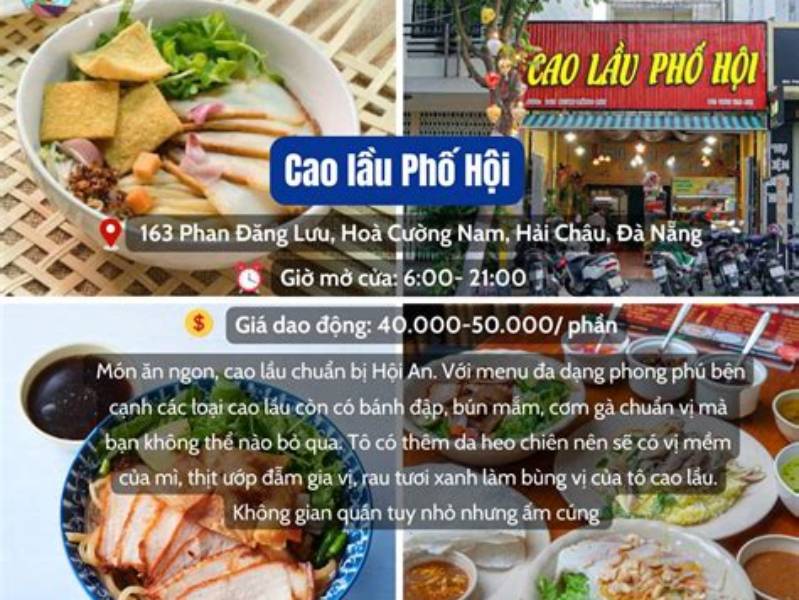 CAO LẦU PHỐ HỘI
Cao lầu Phố Hội
163 Phan Đăng Lưu, Hoà Cường Nam, Hải Châu, Đà Nẵng
Giờ mở cửa: 6:00- 21:00
$
Giá dao động: 40.000-50.000/ phần
Món ăn ngon, cao lầu chuẩn bị Hội An. Với menu đa dạng phong phú bên
cạnh các loại cao lầu còn có bánh đập, bún mắm, cơm gà chuẩn vị mà
bạn không thể nào bỏ qua. Tô có thêm da heo chiên nên sẽ có vị mềm
của mì, thịt ướp đẫm gia vị, rau tươi xanh làm bùng vị của tô cao lầu.
Không gian quán tuy nhỏ nhưng ấm cúng